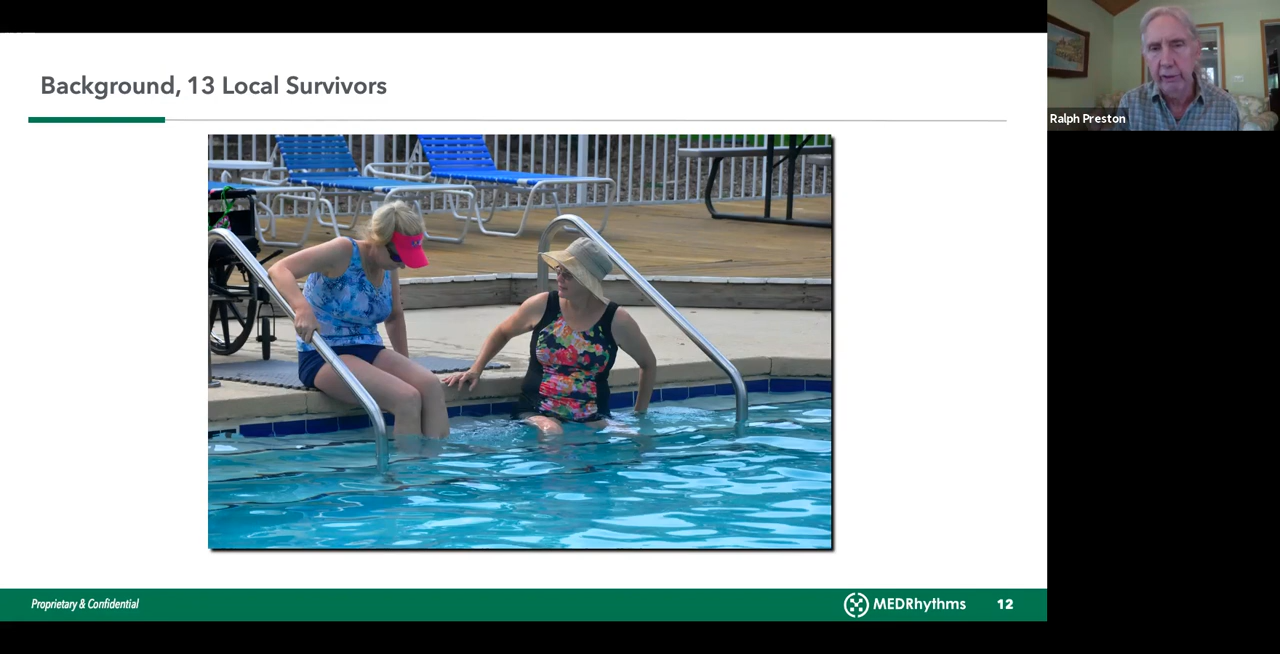 Background, 13 Local Survivors
Ralph Preston
Proprietary & Confidential
MEDRhythms
12